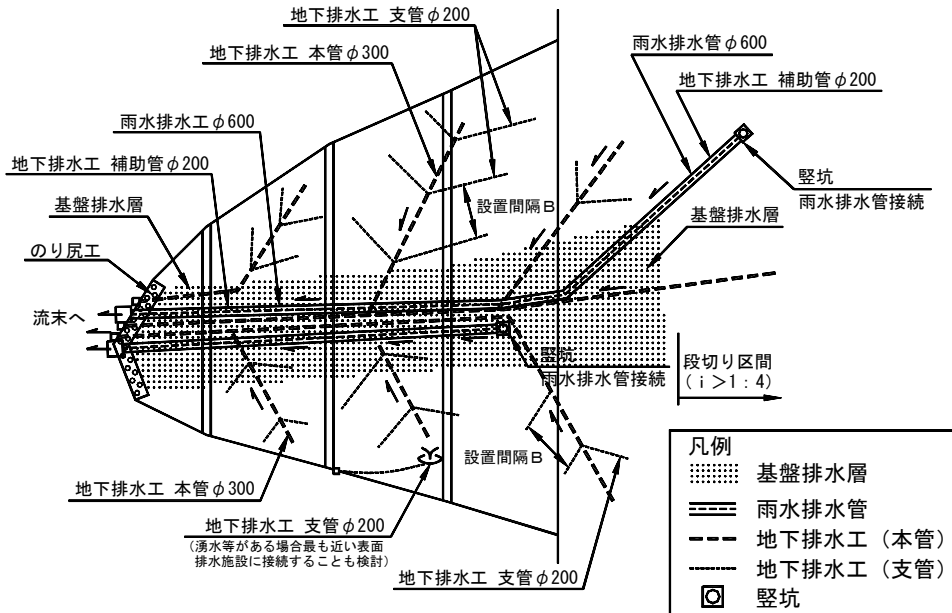 地下排水工 支管φ200
地下排水工 本管φ300
雨水排水管φ600
地下排水工 補助管φ200
雨水排水工φ600
地下排水工 補助管φ200
基盤排水層
のり尻工
流末へ
設置間隔B
竪坑
雨水排水管接続
基盤排水層
竪坑
雨水排水管接続
段切り区間
(i>1:4)
設置間隔B
地下排水工 本管φ300
地下排水工 支管φ200
(湧水等がある場合最も近い表面
排水施設に接続することも検討)
地下排水工 支管φ200
凡例
基盤排水層
雨水排水管
地下排水工(本管)
地下排水工(支管)
竪坑